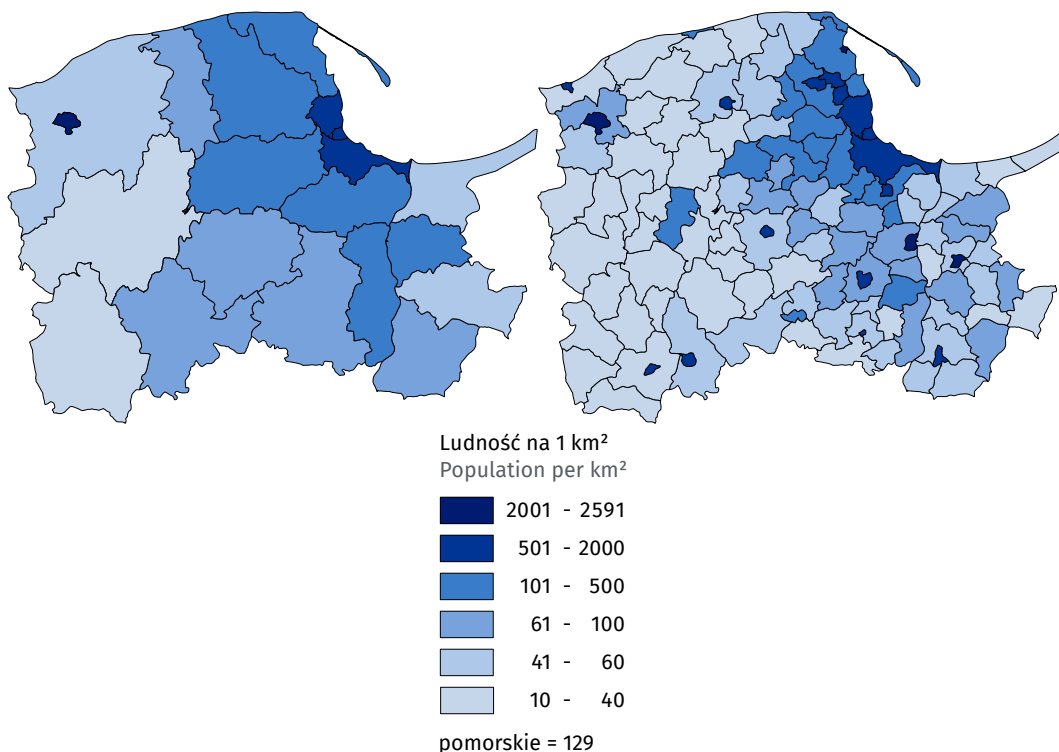 Ludność na 1 km²
Population per km²
2001 - 2591
501 - 2000
101 - 500
61 - 100
41 - 60
10 - 40
pomorskie = 129